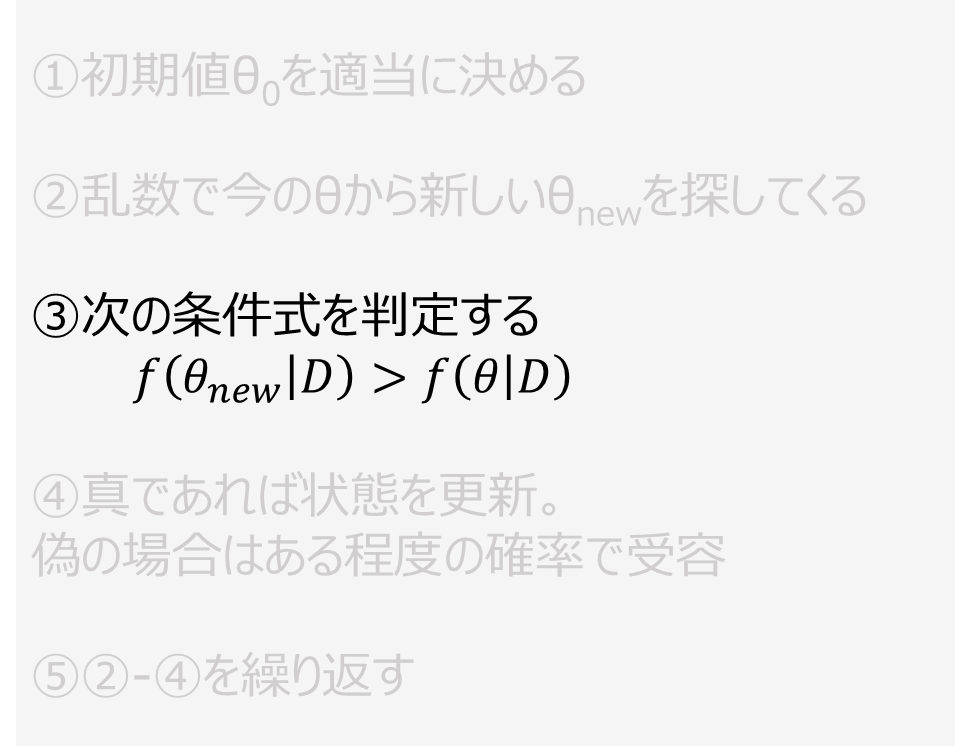 ①初期値θ0を適当に決める
②乱数で今のθから新しいθnewを探してくる
③次の条件式を判定する
f(θnew|D) > f(θ|D)
④真であれば状態を更新。
偽の場合はある程度の確率で受容
⑤②-④を繰り返す